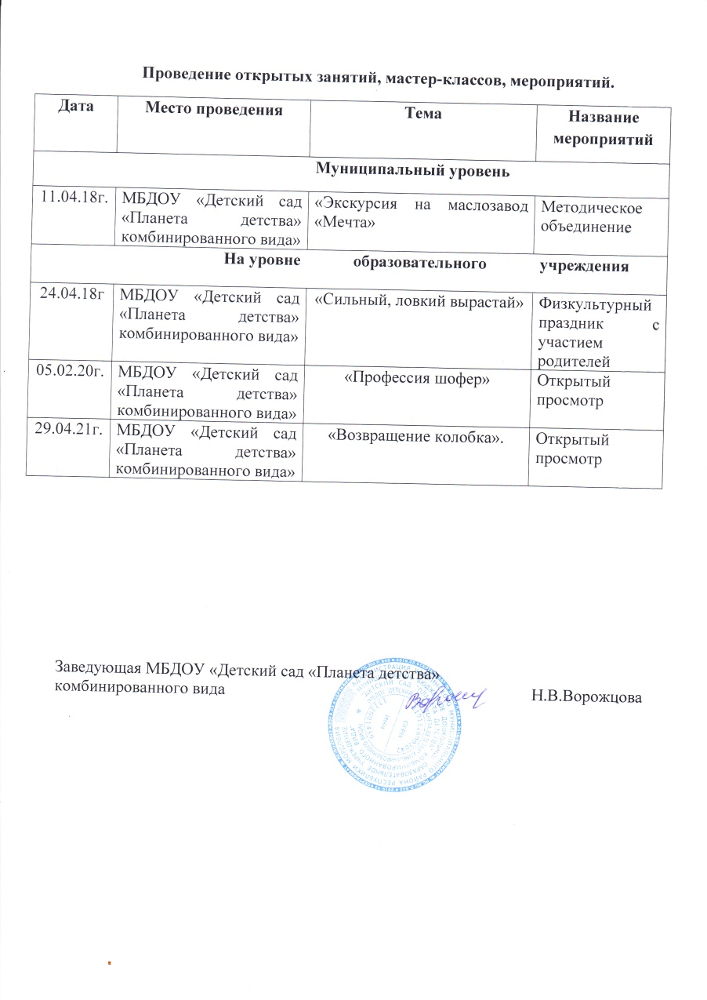 Проведение открытых занятий, мастер-классов, мероприятий.
Дата Место проведения Тема Название
мероприятий
Муниципальный уровень
11.04.18г. МБДОУ «Детский сад «Экскурсия на маслозавод Методическое
«Планета детства» «Мечта» объединение
комбинированного вида»
На уровне образовательного учреждения
24.04.18г МБДОУ «Детский сад «Сильный, ловкий вырастай» Физкультурный
«Планета детства» праздник с
комбинированного вида» участием
родителей
05.02.20г. МБДОУ «Детский сад «Профессия шофер» Открытый
«Планета детства» просмотр
комбинированного вида»
29.04.21г. МБДОУ «Детский сад «Возвращение колобка». Открытый
«Планета детства» просмотр
комбинированного вида»
Заведующая МБДОУ «Детский сад «Планета детства»
комбинированного вида Н.В.Ворожцова